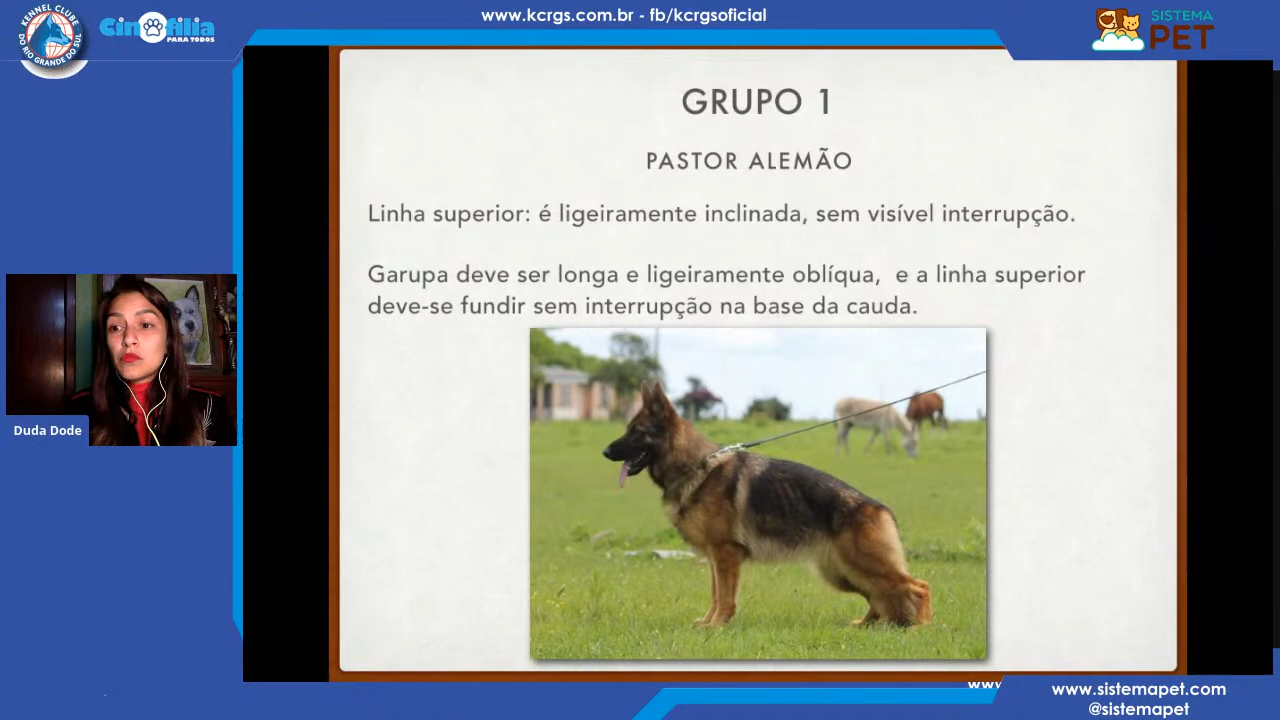 www.kcrgs.com.br - fb/kcrgsoficial
KENNEL CLUBE
DO RIO GRANDE DO SUL
Cinofilia
PARA TODOS
SISTEMA
PET
GRUPO 1
PASTOR ALEMÃO
Linha superior: é ligeiramente inclinada, sem visível interrupção.
Garupa deve ser longa e ligeiramente oblíqua, e a linha superior
deve-se fundir sem interrupção na base da cauda.
Duda Dode
www
www.sistemapet.com
@sistemapet